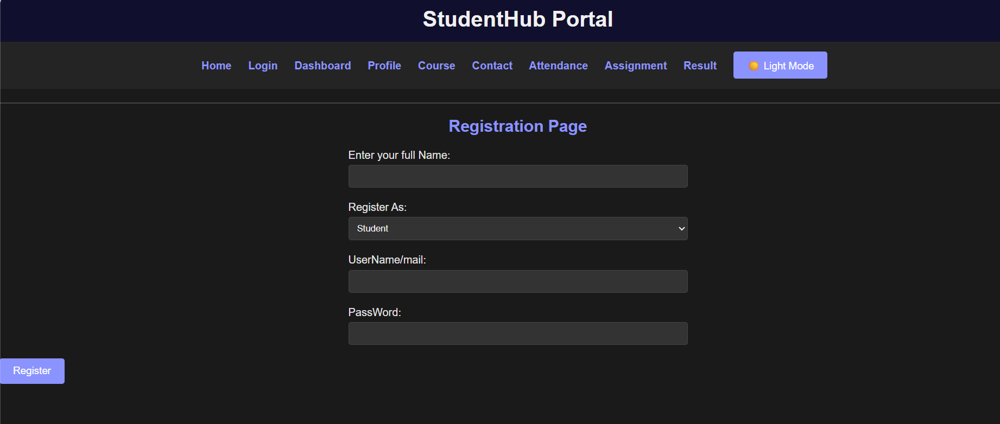 StudentHub Portal
Home Login Dashboard Profile Course Contact Attendance Assignment Result Light Mode
Registration Page
Enter your full Name:
Register As:
Student
UserName/mail:
PassWord:
Register